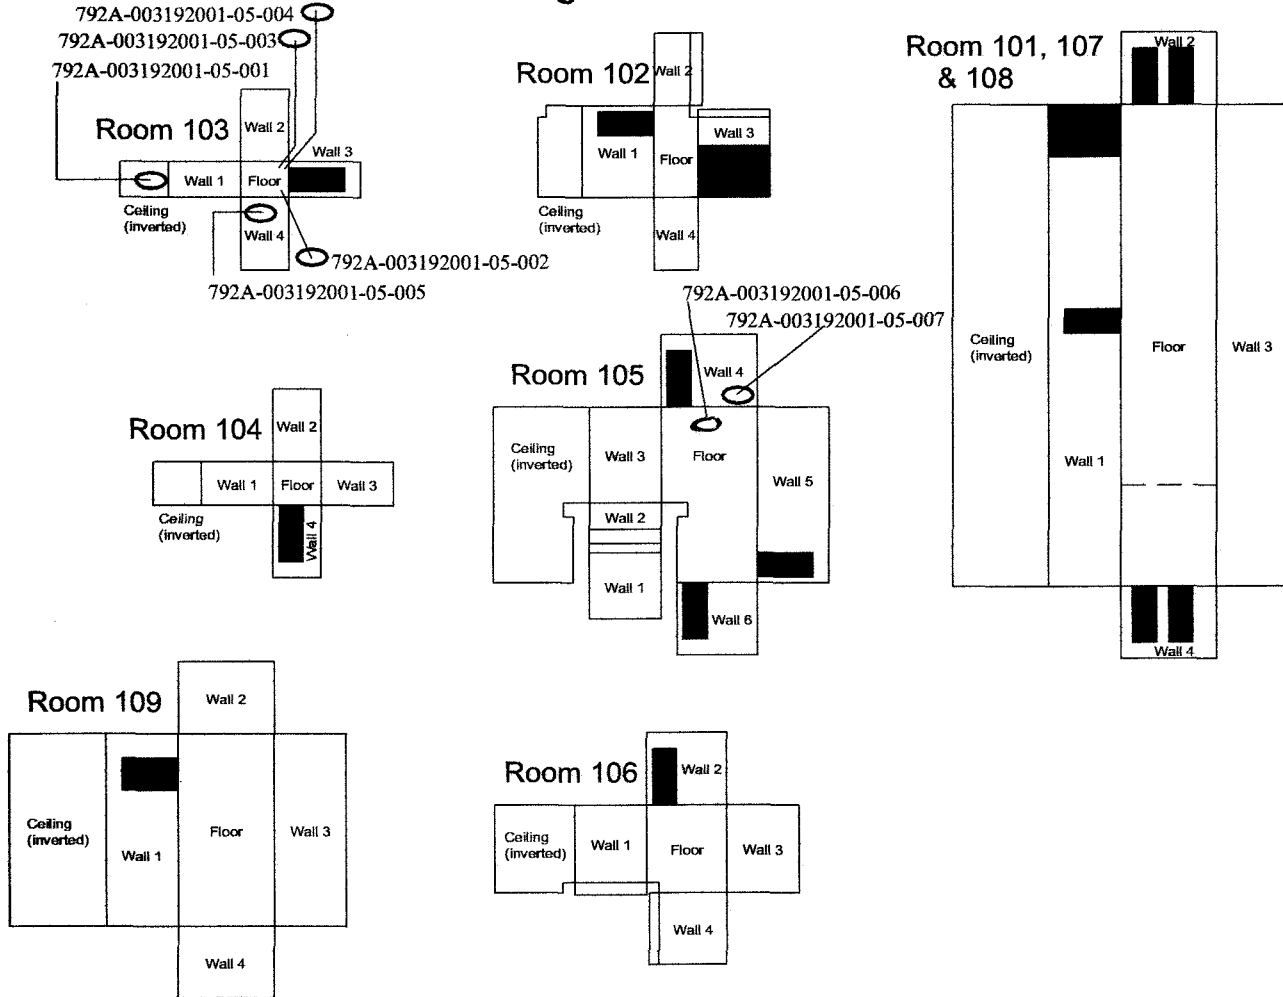 792A-003192001-05-004
792A-003192001-05-003
792A-003192001-05-001
Room 103
Wall 2
Wall 3
Wall 1
Floor
Ceiling
(inverted)
Wall 4
792A-003192001-05-002
792A-003192001-05-005
Room 102
Wall 2
Wall 3
Wall 1
Floor
Ceiling
(inverted)
Wall 4
Room 101, 107
& 108
Wall 2
Ceiling
(inverted)
Floor
Wall 3
Wall 1
Wall 4
792A-003192001-05-006
792A-003192001-05-007
Room 105
Wall 4
Ceiling
(inverted)
Wall 3
Floor
Wall 5
Wall 2
Wall 1
Wall 6
Room 104
Wall 2
Wall 1
Floor
Wall 3
Ceiling
(inverted)
Wall 4
Room 109
Wall 2
Ceiling
(inverted)
Floor
Wall 3
Wall 1
Wall 4
Room 106
Wall 2
Ceiling
(inverted)
Wall 1
Floor
Wall 3
Wall 4